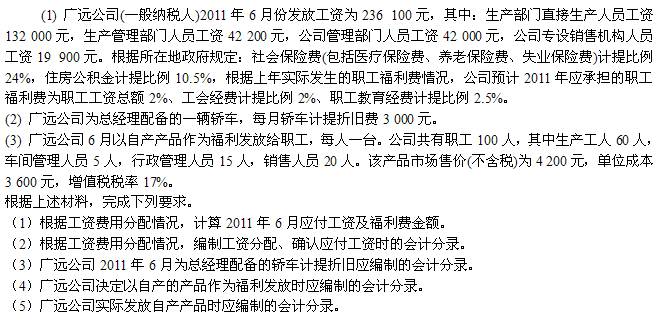 (1) 广远公司(一般纳税人)2011 年 6 月份发放工资为 236 100 元，其中：生产部门直接生产人员工资
132 000 元，生产管理部门人员工资 42 200 元，公司管理部门人员工资 42 000 元，公司专设销售机构人员
工资 19 900 元。根据所在地政府规定：社会保险费(包括医疗保险费、养老保险费、失业保险费)计提比例
24%，住房公积金计提比例 10.5%，根据上年实际发生的职工福利费情况，公司预计 2011 年应承担的职工
福利费为职工工资总额 2%、工会经费计提比例 2%、职工教育经费计提比例 2.5%。
(2) 广远公司为总经理配备的一辆轿车，每月轿车计提折旧费 3 000 元。
(3) 广远公司 6 月以自产产品作为福利发放给职工，每人一台。公司共有职工 100 人，其中生产工人 60 人，
车间管理人员 5 人，行政管理人员 15 人，销售人员 20 人。该产品市场售价(不含税)为 4 200 元，单位成本
3 600 元，增值税税率 17%。
根据上述材料，完成下列要求。
（1）根据工资费用分配情况，计算 2011 年 6 月应付工资及福利费金额。
（2）根据工资费用分配情况，编制工资分配、确认应付工资时的会计分录。
（3）广远公司 2011 年 6 月为总经理配备的轿车计提折旧应编制的会计分录。
（4）广远公司决定以自产的产品作为福利发放时应编制的会计分录。
（5）广远公司实际发放自产产品时应编制的会计分录。